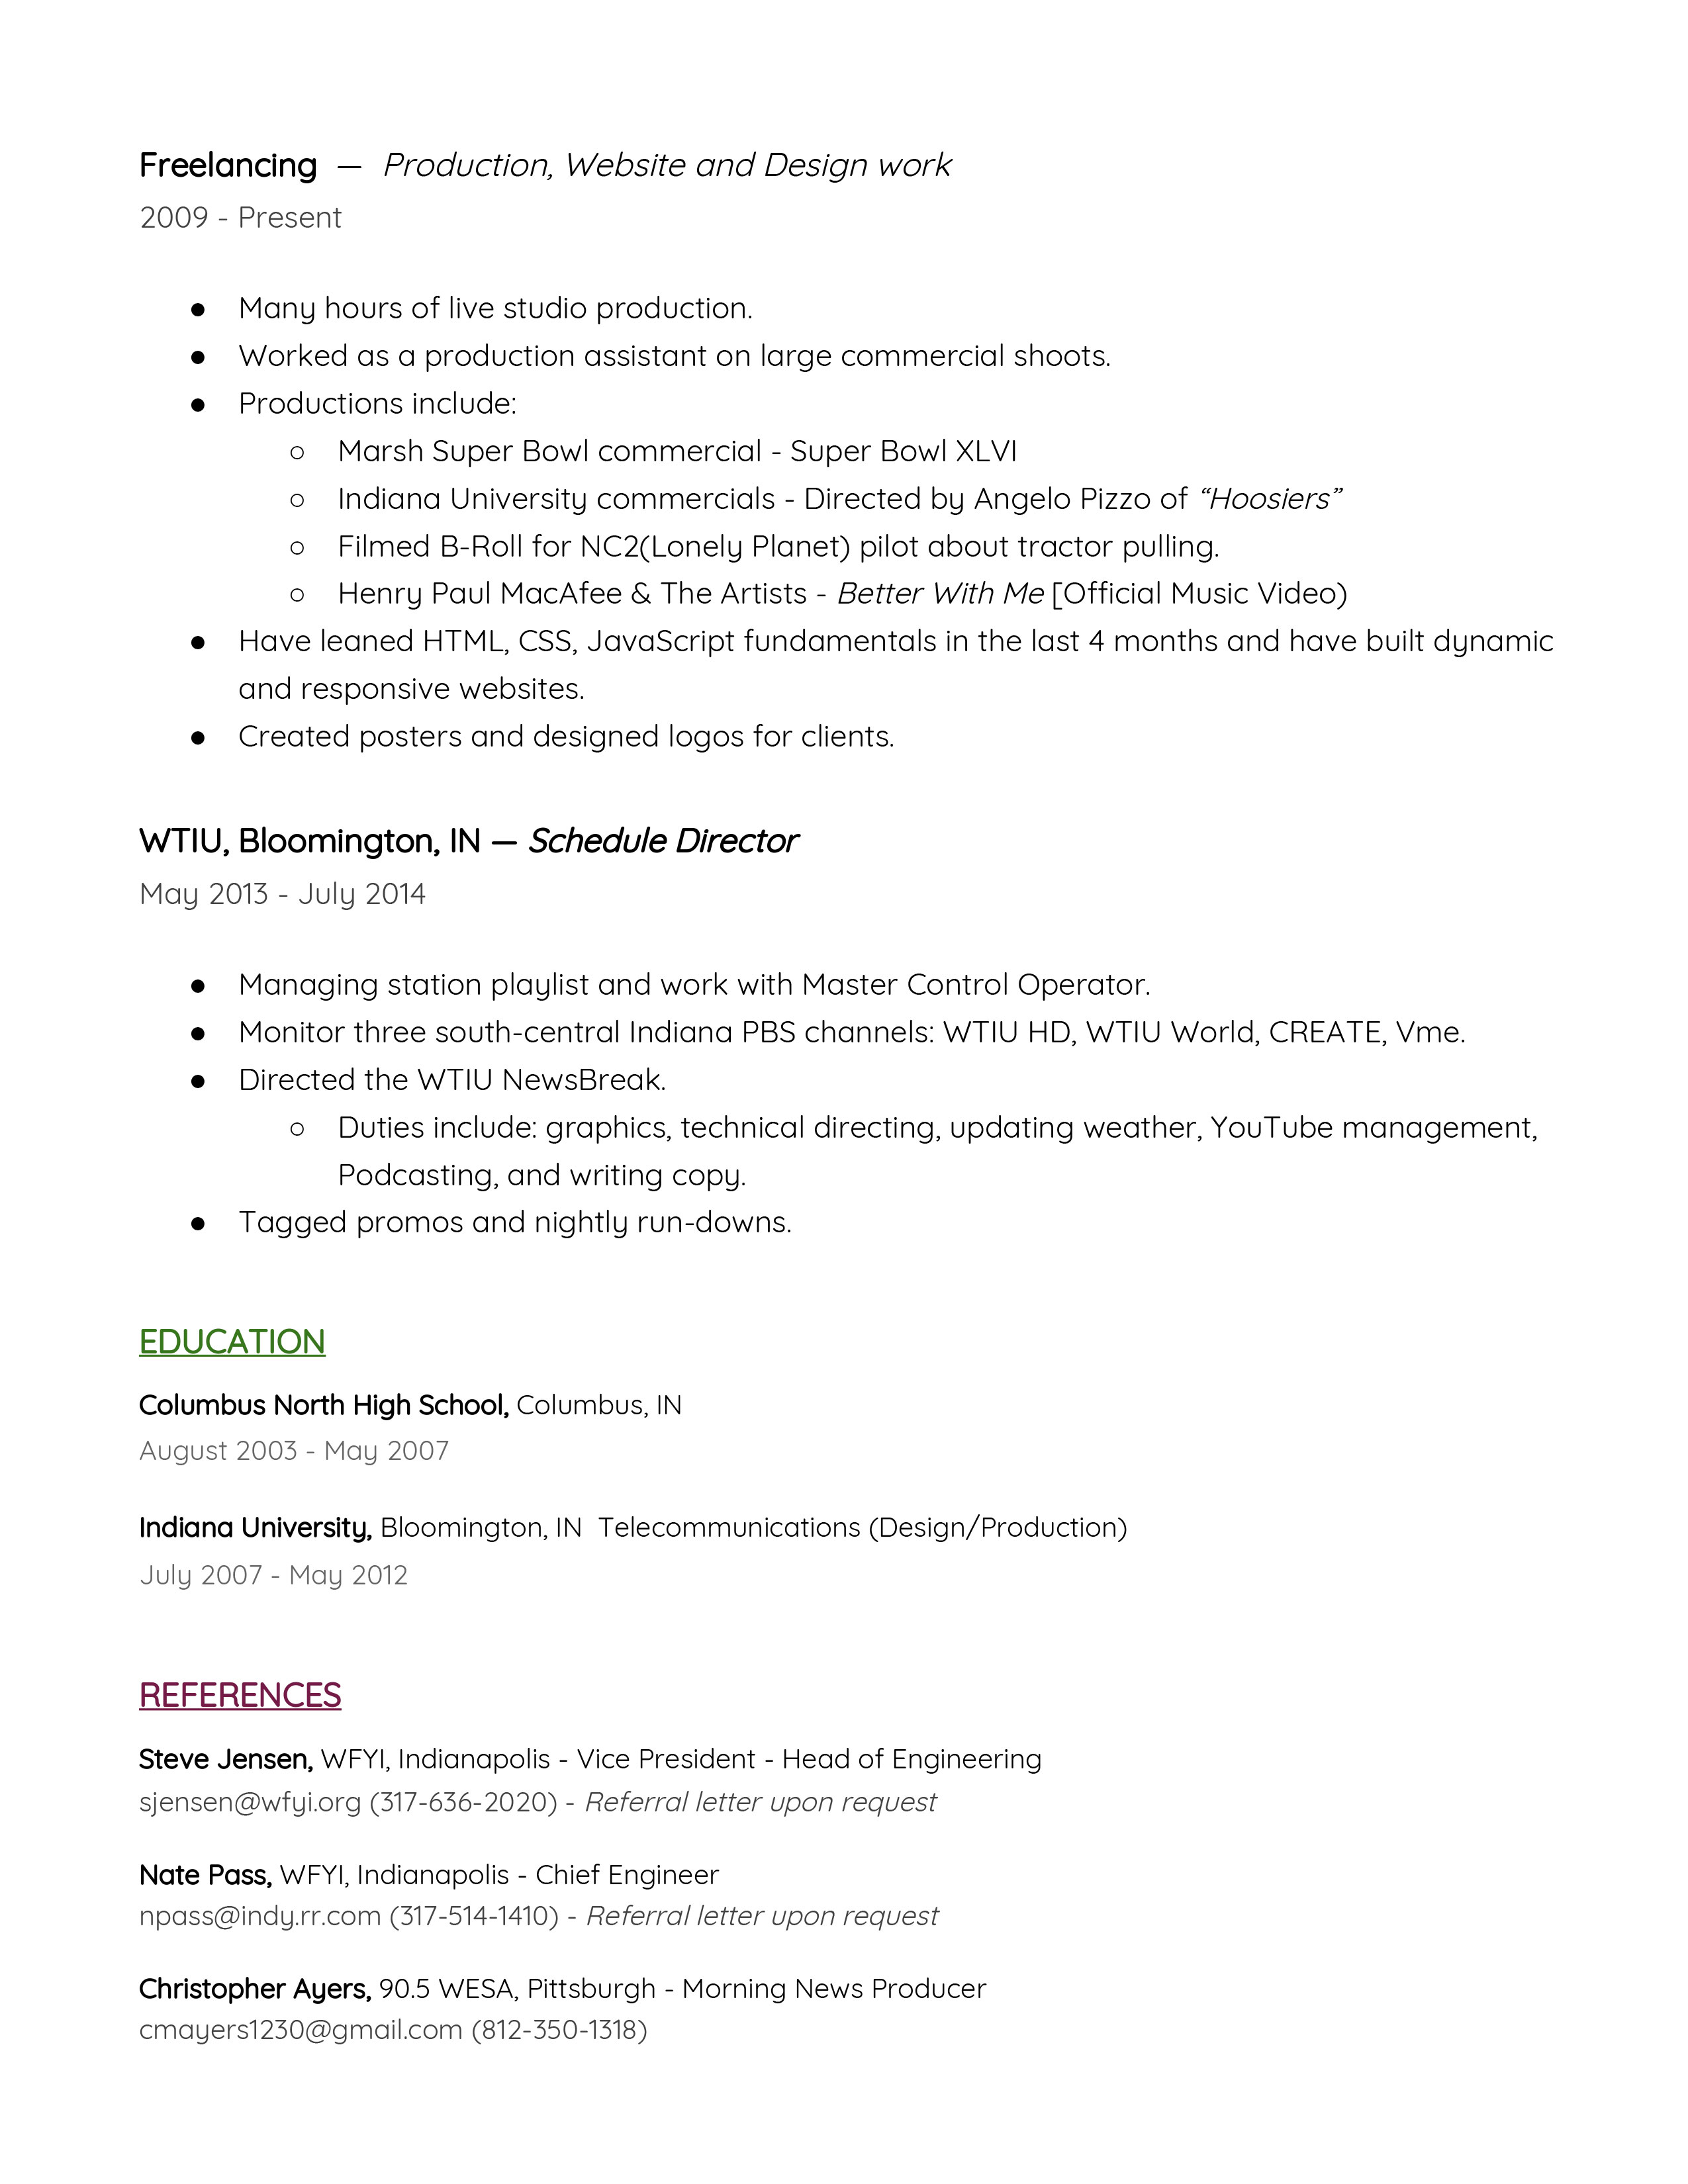 Freelancing — Production, Website and Design work
2009 - Present
● Many hours of live studio production.
● Worked as a production assistant on large commercial shoots.
● Productions include:
○ Marsh Super Bowl commercial - Super Bowl XLVI
○ Indiana University commercials - Directed by Angelo Pizzo of “Hoosiers”
○ Filmed B-Roll for NC2(Lonely Planet) pilot about tractor pulling.
○ Henry Paul MacAfee & The Artists - Better With Me [Official Music Video)
● Have leaned HTML, CSS, JavaScript fundamentals in the last 4 months and have built dynamic
and responsive websites.
● Created posters and designed logos for clients.
WTIU, Bloomington, IN — Schedule Director
May 2013 - July 2014
● Managing station playlist and work with Master Control Operator.
● Monitor three south-central Indiana PBS channels: WTIU HD, WTIU World, CREATE, Vme.
● Directed the WTIU NewsBreak.
○ Duties include: graphics, technical directing, updating weather, YouTube management,
Podcasting, and writing copy.
● Tagged promos and nightly run-downs.
EDUCATION
Columbus North High School, Columbus, IN
August 2003 - May 2007
Indiana University, Bloomington, IN  Telecommunications (Design/Production)
July 2007 - May 2012
REFERENCES
Steve Jensen, WFYI, Indianapolis - Vice President - Head of Engineering
sjensen@wfyi.org (317-636-2020) - Referral letter upon request
Nate Pass, WFYI, Indianapolis - Chief Engineer
npass@indy.rr.com (317-514-1410) - Referral letter upon request
Christopher Ayers, 90.5 WESA, Pittsburgh - Morning News Producer
cmayers1230@gmail.com (812-350-1318)